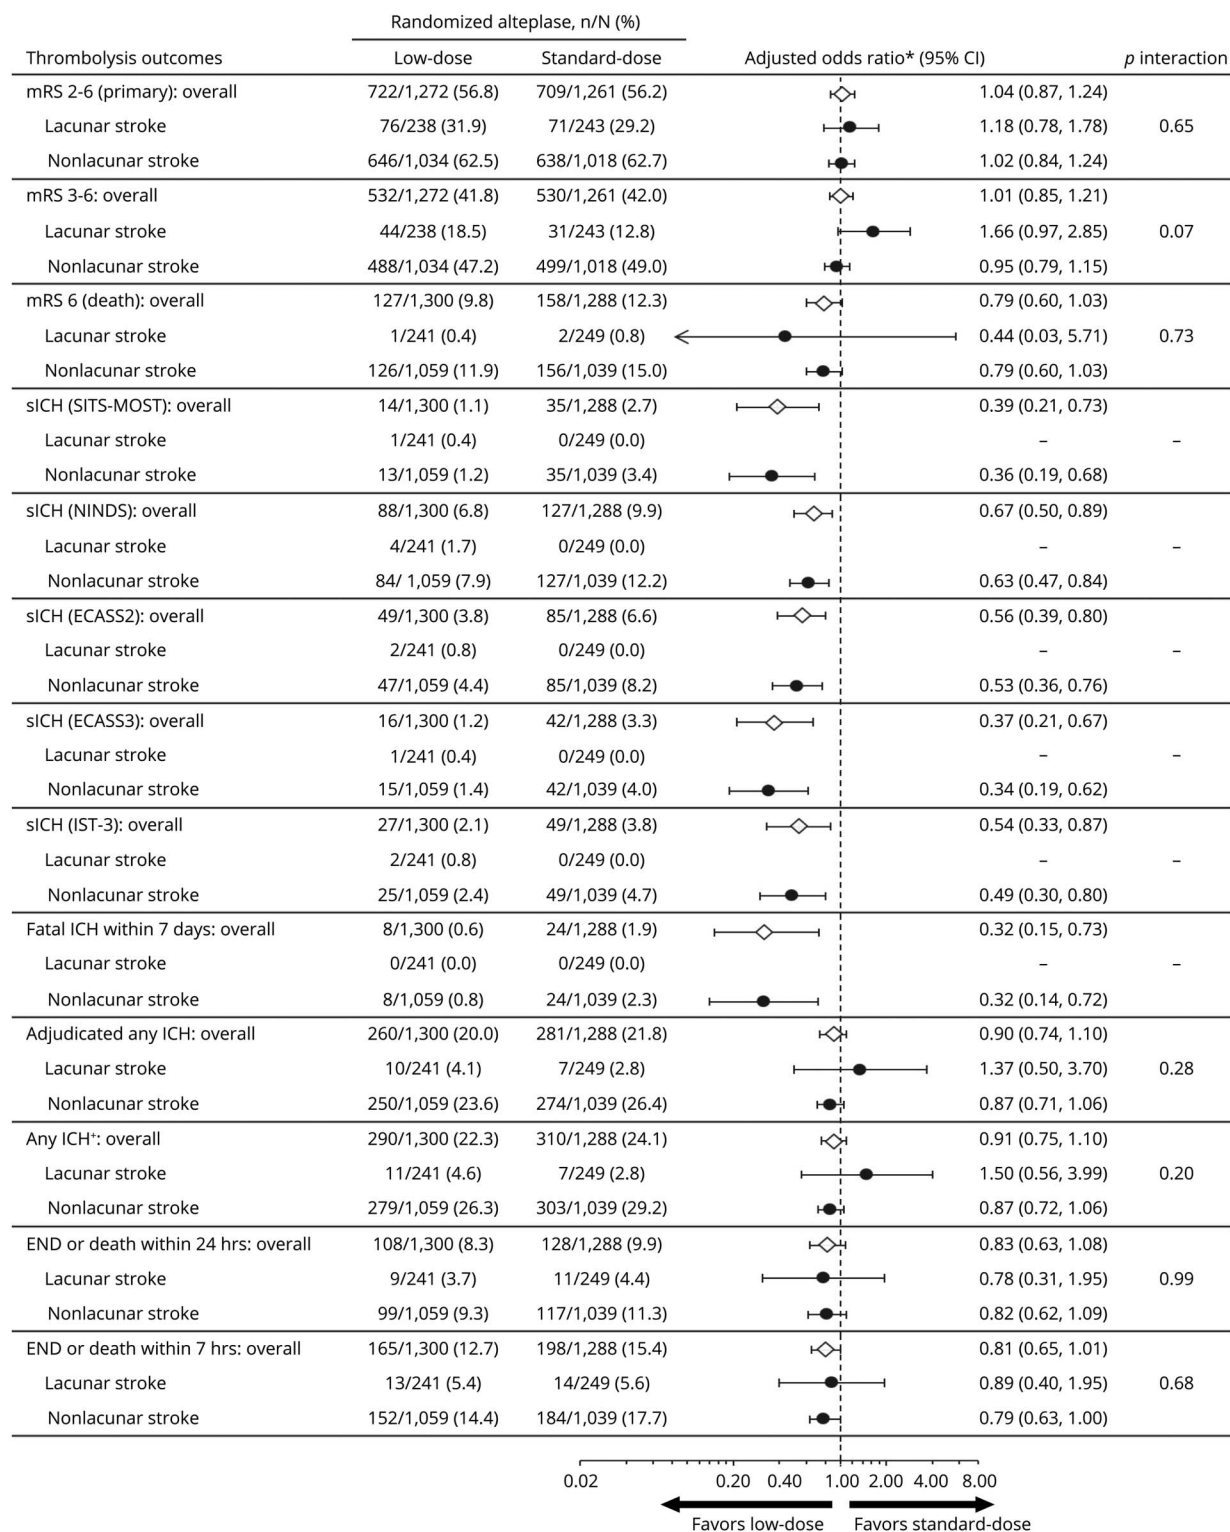 Randomized alteplase, n/N (%)
Thrombolysis outcomes Low-dose Standard-dose Adjusted odds ratio* (95% CI) p interaction
mRS 2-6 (primary): overall 722/1,272 (56.8) 709/1,261 (56.2) 1.04 (0.87, 1.24)
Lacunar stroke 76/238 (31.9) 71/243 (29.2) 1.18 (0.78, 1.78) 0.65
Nonlacunar stroke 646/1,034 (62.5) 638/1,018 (62.7) 1.02 (0.84, 1.24)
mRS 3-6: overall 532/1,272 (41.8) 530/1,261 (42.0) 1.01 (0.85, 1.21)
Lacunar stroke 44/238 (18.5) 31/243 (12.8) 1.66 (0.97, 2.85) 0.07
Nonlacunar stroke 488/1,034 (47.2) 499/1,018 (49.0) 0.95 (0.79, 1.15)
mRS 6 (death): overall 127/1,300 (9.8) 158/1,288 (12.3) 0.79 (0.60, 1.03)
Lacunar stroke 1/241 (0.4) 2/249 (0.8) 0.44 (0.03, 5.71) 0.73
Nonlacunar stroke 126/1,059 (11.9) 156/1,039 (15.0) 0.79 (0.60, 1.03)
sICH (SITS-MOST): overall 14/1,300 (1.1) 35/1,288 (2.7) 0.39 (0.21, 0.73)
Lacunar stroke 1/241 (0.4) 0/249 (0.0) – –
Nonlacunar stroke 13/1,059 (1.2) 35/1,039 (3.4) 0.36 (0.19, 0.68)
sICH (NINDS): overall 88/1,300 (6.8) 127/1,288 (9.9) 0.67 (0.50, 0.89)
Lacunar stroke 4/241 (1.7) 0/249 (0.0) – –
Nonlacunar stroke 84/ 1,059 (7.9) 127/1,039 (12.2) 0.63 (0.47, 0.84)
sICH (ECASS2): overall 49/1,300 (3.8) 85/1,288 (6.6) 0.56 (0.39, 0.80)
Lacunar stroke 2/241 (0.8) 0/249 (0.0) – –
Nonlacunar stroke 47/1,059 (4.4) 85/1,039 (8.2) 0.53 (0.36, 0.76)
sICH (ECASS3): overall 16/1,300 (1.2) 42/1,288 (3.3) 0.37 (0.21, 0.67)
Lacunar stroke 1/241 (0.4) 0/249 (0.0) – –
Nonlacunar stroke 15/1,059 (1.4) 42/1,039 (4.0) 0.34 (0.19, 0.62)
sICH (IST-3): overall 27/1,300 (2.1) 49/1,288 (3.8) 0.54 (0.33, 0.87)
Lacunar stroke 2/241 (0.8) 0/249 (0.0) – –
Nonlacunar stroke 25/1,059 (2.4) 49/1,039 (4.7) 0.49 (0.30, 0.80)
Fatal ICH within 7 days: overall 8/1,300 (0.6) 24/1,288 (1.9) 0.32 (0.15, 0.73)
Lacunar stroke 0/241 (0.0) 0/249 (0.0) – –
Nonlacunar stroke 8/1,059 (0.8) 24/1,039 (2.3) 0.32 (0.14, 0.72)
Adjudicated any ICH: overall 260/1,300 (20.0) 281/1,288 (21.8) 0.90 (0.74, 1.10)
Lacunar stroke 10/241 (4.1) 7/249 (2.8) 1.37 (0.50, 3.70) 0.28
Nonlacunar stroke 250/1,059 (23.6) 274/1,039 (26.4) 0.87 (0.71, 1.06)
Any ICH⁺: overall 290/1,300 (22.3) 310/1,288 (24.1) 0.91 (0.75, 1.10)
Lacunar stroke 11/241 (4.6) 7/249 (2.8) 1.50 (0.56, 3.99) 0.20
Nonlacunar stroke 279/1,059 (26.3) 303/1,039 (29.2) 0.87 (0.72, 1.06)
END or death within 24 hrs: overall 108/1,300 (8.3) 128/1,288 (9.9) 0.83 (0.63, 1.08)
Lacunar stroke 9/241 (3.7) 11/249 (4.4) 0.78 (0.31, 1.95) 0.99
Nonlacunar stroke 99/1,059 (9.3) 117/1,039 (11.3) 0.82 (0.62, 1.09)
END or death within 7 hrs: overall 165/1,300 (12.7) 198/1,288 (15.4) 0.81 (0.65, 1.01)
Lacunar stroke 13/241 (5.4) 14/249 (5.6) 0.89 (0.40, 1.95) 0.68
Nonlacunar stroke 152/1,059 (14.4) 184/1,039 (17.7) 0.79 (0.63, 1.00)
0.02 0.20 0.40 1.00 2.00 4.00 8.00
Favors low-dose Favors standard-dose